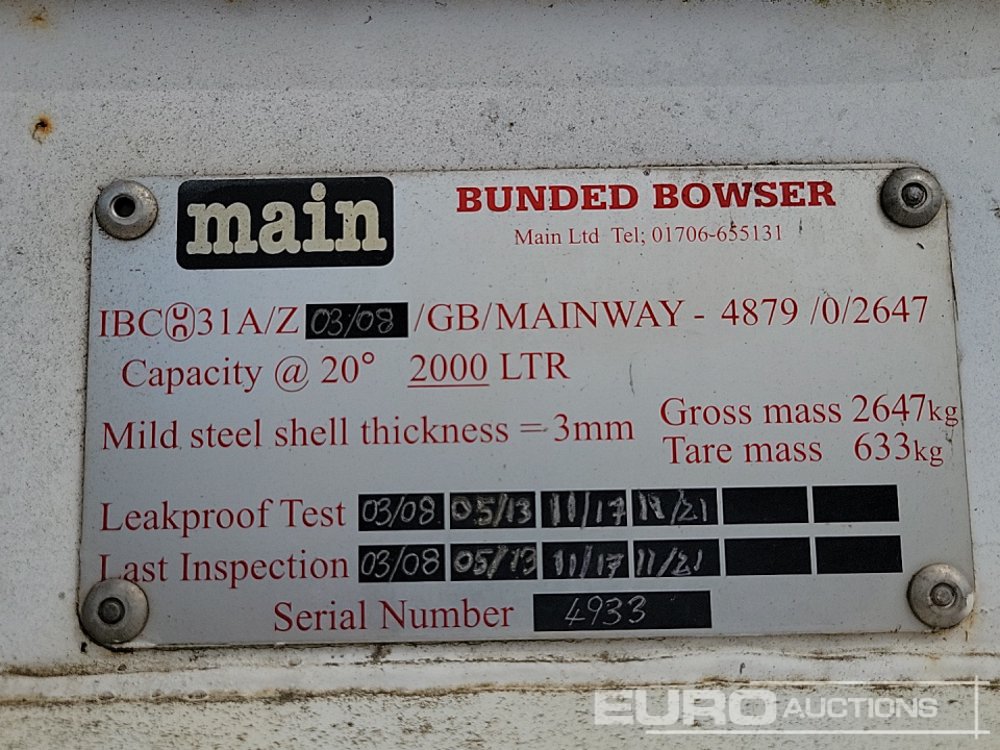 main
BUNDED BOWSER
Main Ltd Tel; 01706-655131
IBC 31A/Z 03/08 /GB/MAINWAY - 4879 /0/2647
Capacity @ 20° 2000 LTR
Mild steel shell thickness = 3mm
Gross mass 2647kg
Tare mass 633kg
Leakproof Test 03/08 05/13 11/17 11/21
Last Inspection 03/08 05/13 11/17 11/21
Serial Number 4933
EURO AUCTIONS